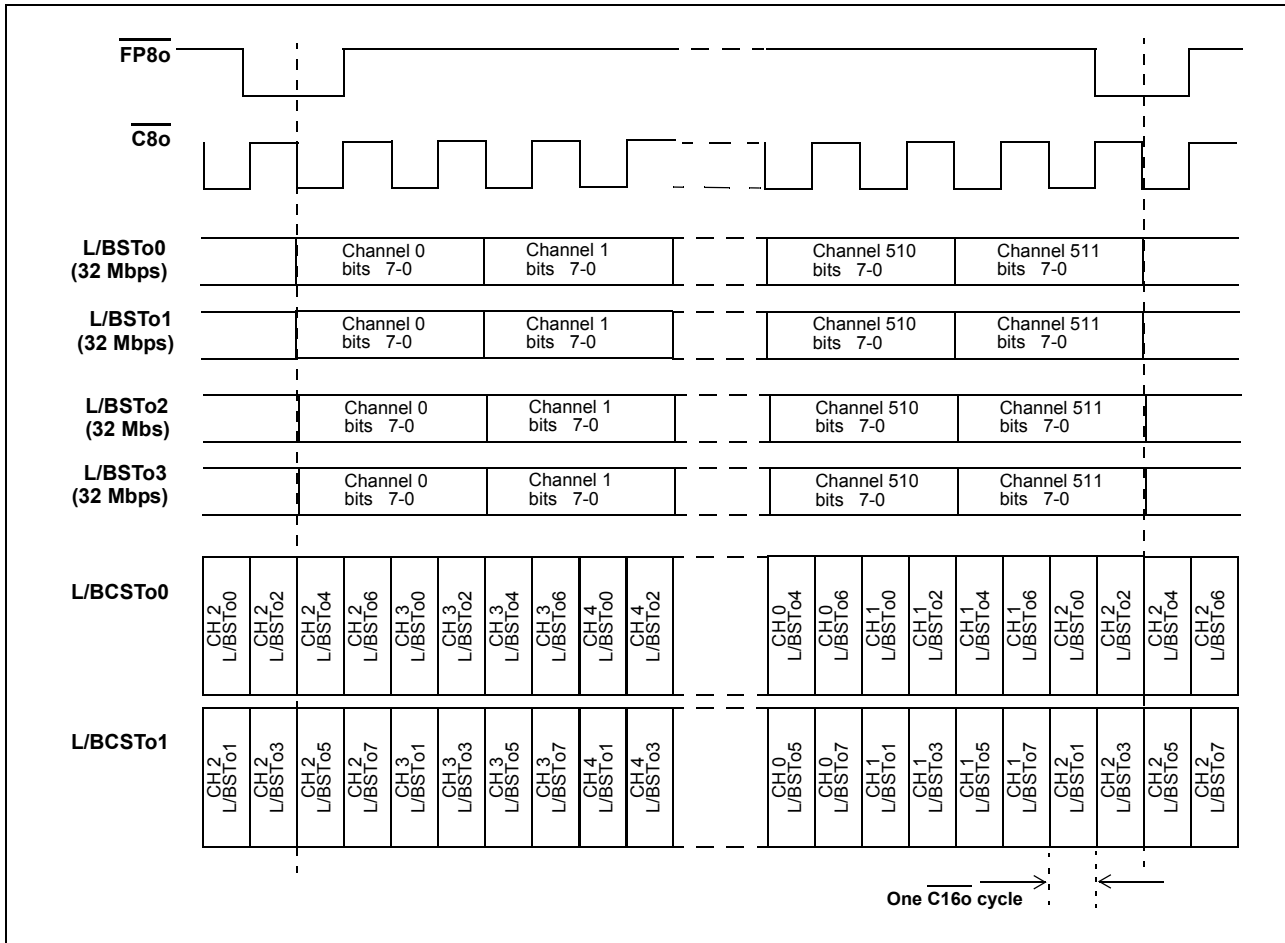 FP8o
C8o
L/BSTo0
(32 Mbps)
Channel 0
bits 7-0
Channel 1
bits 7-0
Channel 510
bits 7-0
Channel 511
bits 7-0
L/BSTo1
(32 Mbps)
Channel 0
bits 7-0
Channel 1
bits 7-0
Channel 510
bits 7-0
Channel 511
bits 7-0
L/BSTo2
(32 Mbs)
Channel 0
bits 7-0
Channel 1
bits 7-0
Channel 510
bits 7-0
Channel 511
bits 7-0
L/BSTo3
(32 Mbps)
Channel 0
bits 7-0
Channel 1
bits 7-0
Channel 510
bits 7-0
Channel 511
bits 7-0
L/BCSTo0
CH 2
L/BSTo0
CH 2
L/BSTo2
CH 2
L/BSTo4
CH 2
L/BSTo6
CH 3
L/BSTo0
CH 3
L/BSTo2
CH 3
L/BSTo4
CH 3
L/BSTo6
CH 4
L/BSTo0
CH 4
L/BSTo2
CH 0
L/BSTo4
CH 0
L/BSTo6
CH 1
L/BSTo0
CH 1
L/BSTo2
CH 1
L/BSTo4
CH 1
L/BSTo6
CH 2
L/BSTo0
CH 2
L/BSTo2
CH 2
L/BSTo4
CH 2
L/BSTo6
L/BCSTo1
CH 2
L/BSTo1
CH 2
L/BSTo3
CH 2
L/BSTo5
CH 2
L/BSTo7
CH 3
L/BSTo1
CH 3
L/BSTo3
CH 3
L/BSTo5
CH 3
L/BSTo7
CH 4
L/BSTo1
CH 4
L/BSTo3
CH 0
L/BSTo5
CH 0
L/BSTo7
CH 1
L/BSTo1
CH 1
L/BSTo3
CH 1
L/BSTo5
CH 1
L/BSTo7
CH 2
L/BSTo1
CH 2
L/BSTo3
CH 2
L/BSTo5
CH 2
L/BSTo7
One C16o cycle